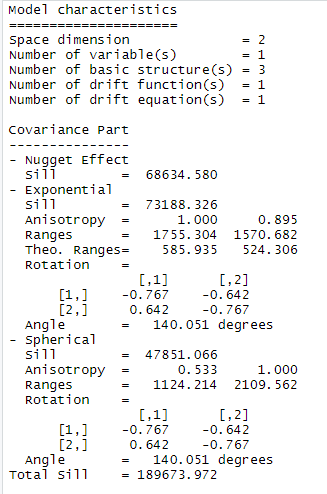 Model characteristics
=====================
Space dimension              = 2
Number of variable(s)        = 1
Number of basic structure(s) = 3
Number of drift function(s)  = 1
Number of drift equation(s)  = 1

Covariance Part
---------------
- Nugget Effect
  Sill         =  68634.580
- Exponential
  Sill         =  73188.326
  Anisotropy   =      1.000     0.895
  Ranges       =   1755.304  1570.682
  Theo. Ranges=     585.935   524.306
  Rotation     =
                   [,1]      [,2]
       [1,]      -0.767    -0.642
       [2,]       0.642    -0.767
  Angle        =   140.051 degrees
- Spherical
  Sill         =  47851.066
  Anisotropy   =      0.533     1.000
  Ranges       =   1124.214  2109.562
  Rotation     =
                   [,1]      [,2]
       [1,]      -0.767    -0.642
       [2,]       0.642    -0.767
  Angle        =   140.051 degrees
Total Sill     = 189673.972